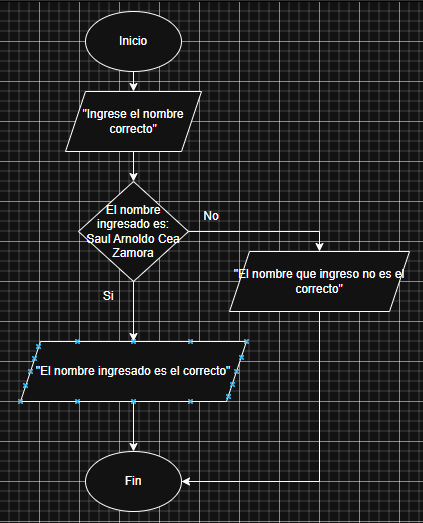 Inicio
"Ingrese el nombre
correcto"
El nombre
ingresado es:
Saul Arnoldo Cea
Zamora
No
"El nombre que ingreso no es el
correcto"
Si
"El nombre ingresado es el correcto"
Fin